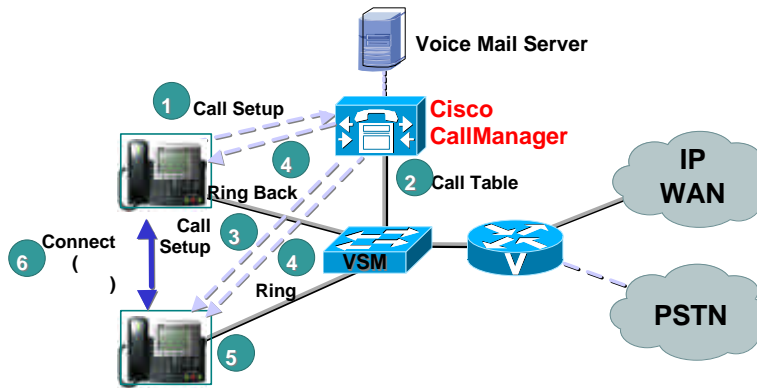 Voice Mail Server
1 Call Setup
Cisco
CallManager
4
2 Call Table
IP
WAN
Ring Back
Call
Setup
3
6 Connect
(
)
4
VSM
V
Ring
PSTN
5